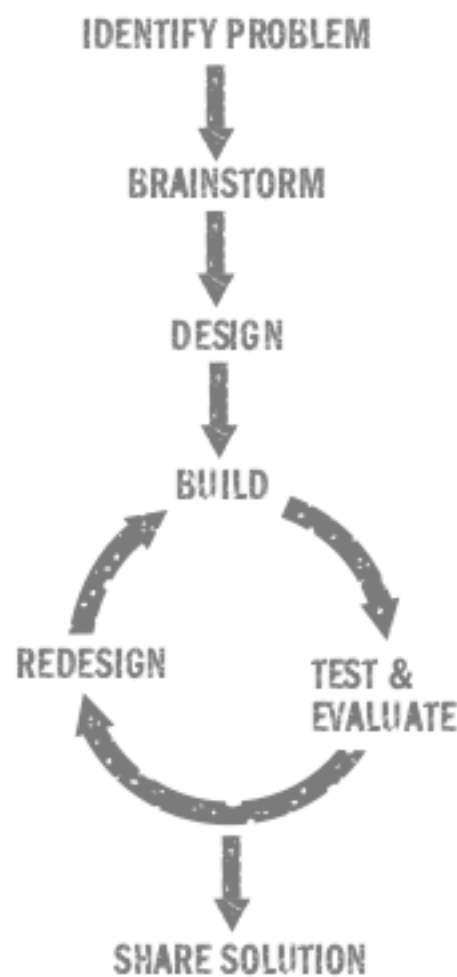 IDENTIFY PROBLEM
BRAINSTORM
DESIGN
BUILD
REDESIGN
TEST &
EVALUATE
SHARE SOLUTION